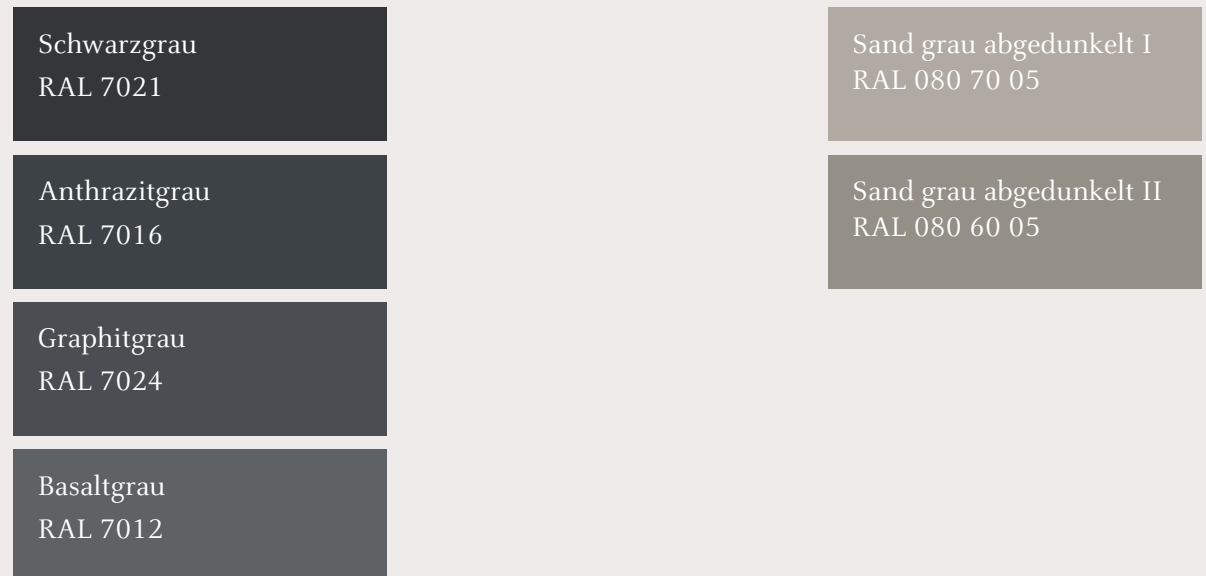 Schwarzgrau
RAL 7021
Anthrazitgrau
RAL 7016
Graphitgrau
RAL 7024
Basaltgrau
RAL 7012
Sand grau abgedunkelt I
RAL 080 70 05
Sand grau abgedunkelt II
RAL 080 60 05